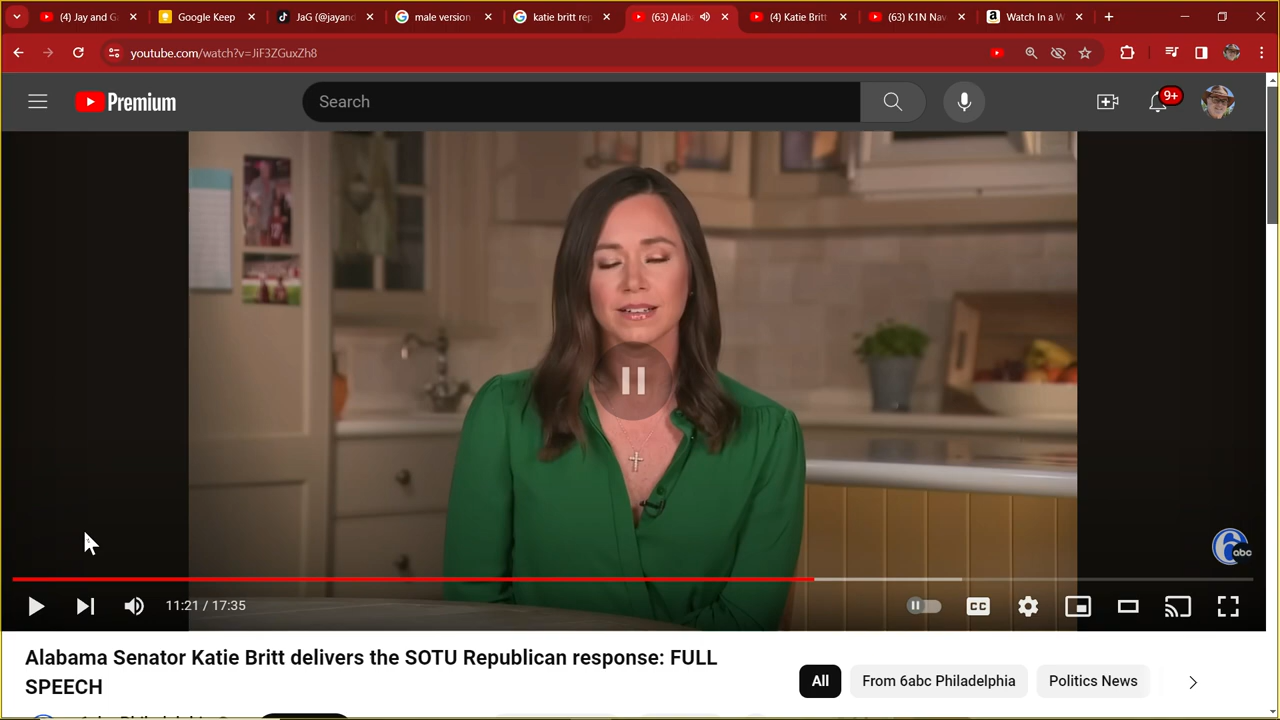 (4) Jay and G
Google Keep
JaG (@jayand
male version
katie britt rep
(63) Alab
(4) Katie Britt
(63) K1N Nav
Watch In a W
youtube.com/watch?v=JiF3ZGuxZh8
Premium
Search
9+
abc
11:21 / 17:35
CC
Alabama Senator Katie Britt delivers the SOTU Republican response: FULL
SPEECH
All
From 6abc Philadelphia
Politics News